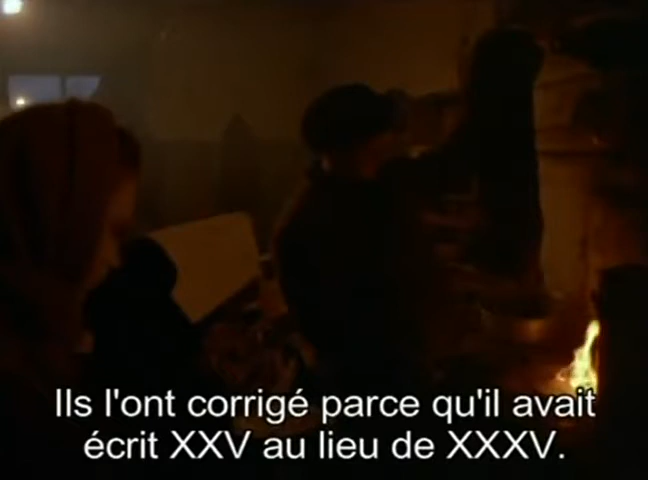 Ils l'ont corrigé parce qu'il avait
écrit XXV au lieu de XXXV.